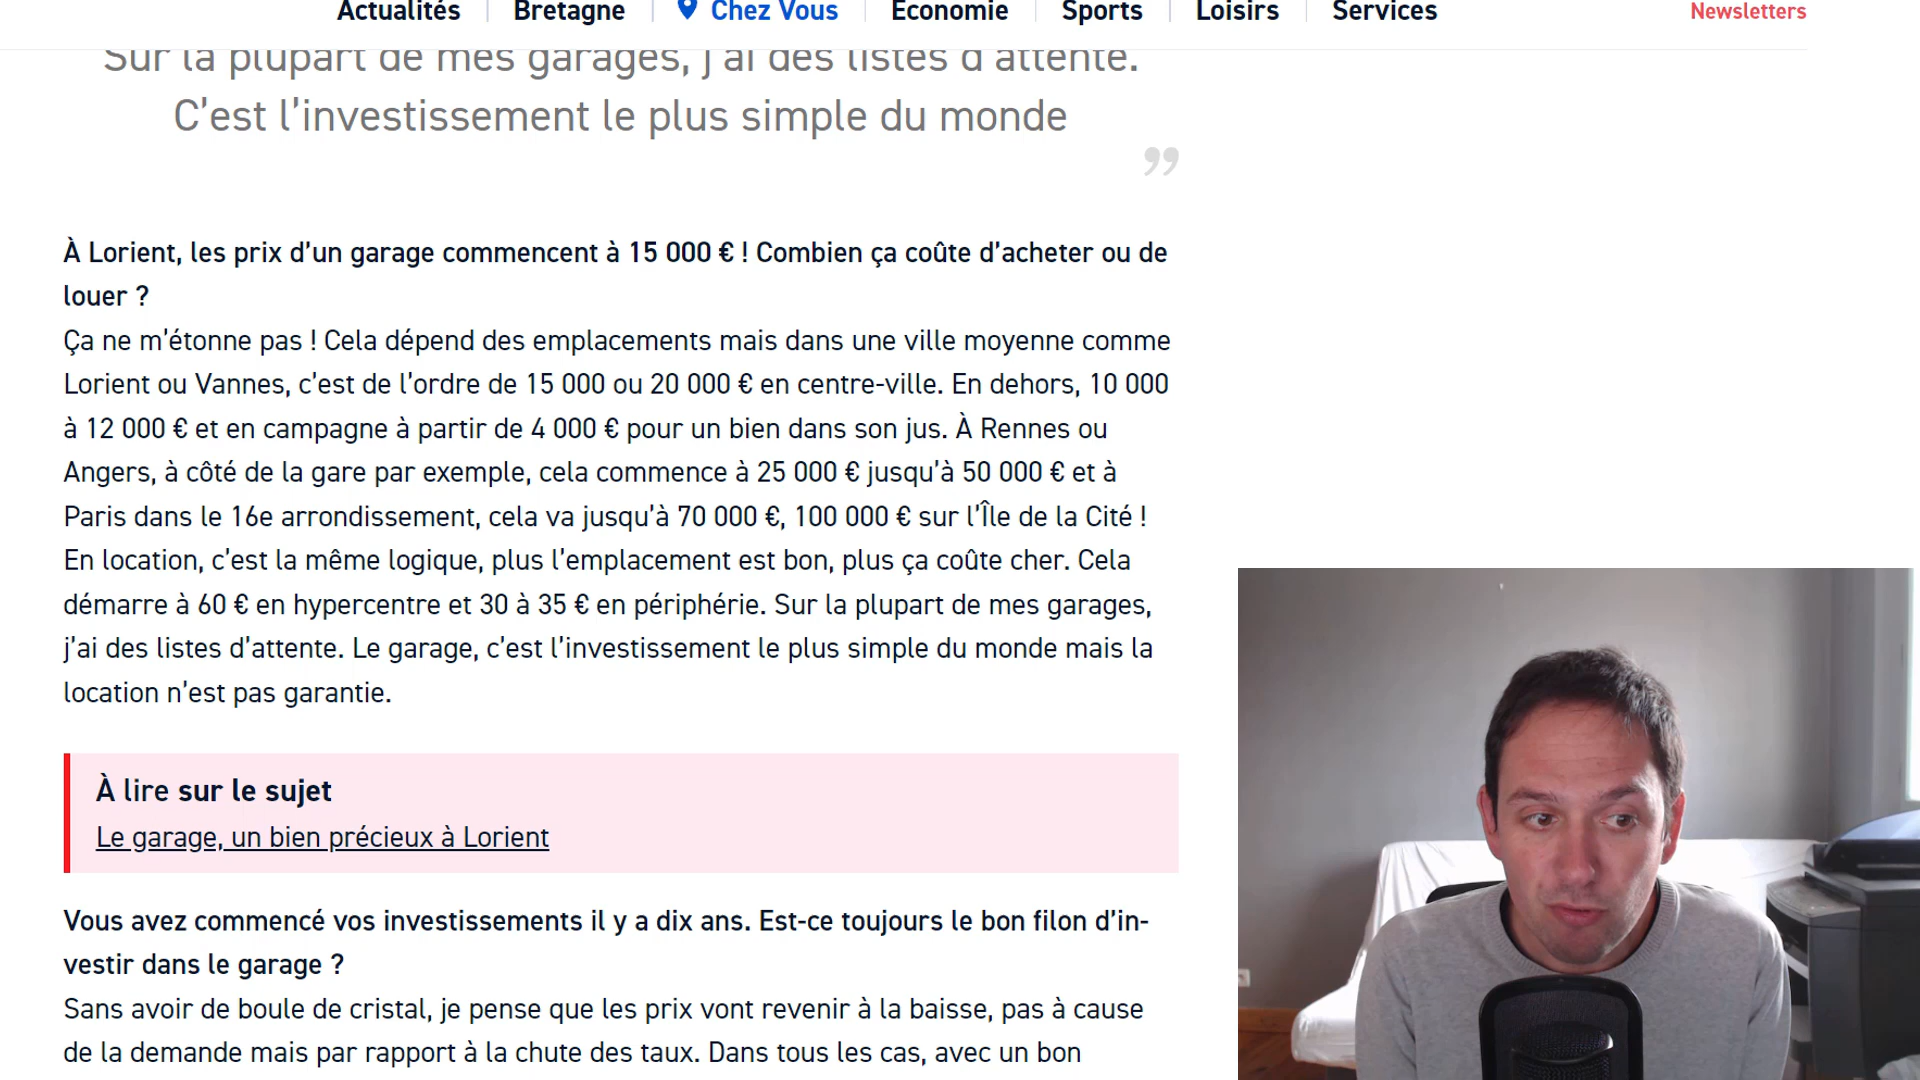 Actualités Bretagne Chez Vous Économie Sports Loisirs Services Newsletters
Sur la plupart de mes garages, j’ai des listes d’attente.
C’est l’investissement le plus simple du monde
”
À Lorient, les prix d’un garage commencent à 15 000 € ! Combien ça coûte d’acheter ou de
louer ?
Ça ne m’étonne pas ! Cela dépend des emplacements mais dans une ville moyenne comme
Lorient ou Vannes, c’est de l’ordre de 15 000 ou 20 000 € en centre-ville. En dehors, 10 000
à 12 000 € et en campagne à partir de 4 000 € pour un bien dans son jus. À Rennes ou
Angers, à côté de la gare par exemple, cela commence à 25 000 € jusqu’à 50 000 € et à
Paris dans le 16e arrondissement, cela va jusqu’à 70 000 €, 100 000 € sur l’Île de la Cité !
En location, c’est la même logique, plus l’emplacement est bon, plus ça coûte cher. Cela
démarre à 60 € en hypercentre et 30 à 35 € en périphérie. Sur la plupart de mes garages,
j’ai des listes d’attente. Le garage, c’est l’investissement le plus simple du monde mais la
location n’est pas garantie.
À lire sur le sujet
Le garage, un bien précieux à Lorient
Vous avez commencé vos investissements il y a dix ans. Est-ce toujours le bon filon d’in-
vestir dans le garage ?
Sans avoir de boule de cristal, je pense que les prix vont revenir à la baisse, pas à cause
de la demande mais par rapport à la chute des taux. Dans tous les cas, avec un bon